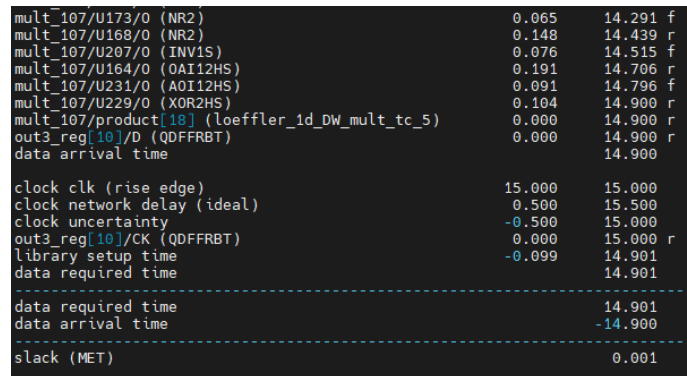 mult_107/U173/O (NR2) 0.065 14.291 f
mult_107/U168/O (NR2) 0.148 14.439 r
mult_107/U207/O (INV1S) 0.076 14.515 f
mult_107/U164/O (OAI12HS) 0.191 14.706 r
mult_107/U231/O (AOI12HS) 0.091 14.796 f
mult_107/U229/O (XOR2HS) 0.104 14.900 r
mult_107/product[18] (loeffler_1d_DW_mult_tc_5) 0.000 14.900 r
out3_reg[10]/D (QDFFRBT) 0.000 14.900 r
data arrival time 14.900
clock clk (rise edge) 15.000 15.000
clock network delay (ideal) 0.500 15.500
clock uncertainty -0.500 15.000
out3_reg[10]/CK (QDFFRBT) 0.000 15.000 r
library setup time -0.099 14.901
data required time 14.901
--------------------------------------------------------------------------
data required time 14.901
data arrival time -14.900
--------------------------------------------------------------------------
slack (MET) 0.001